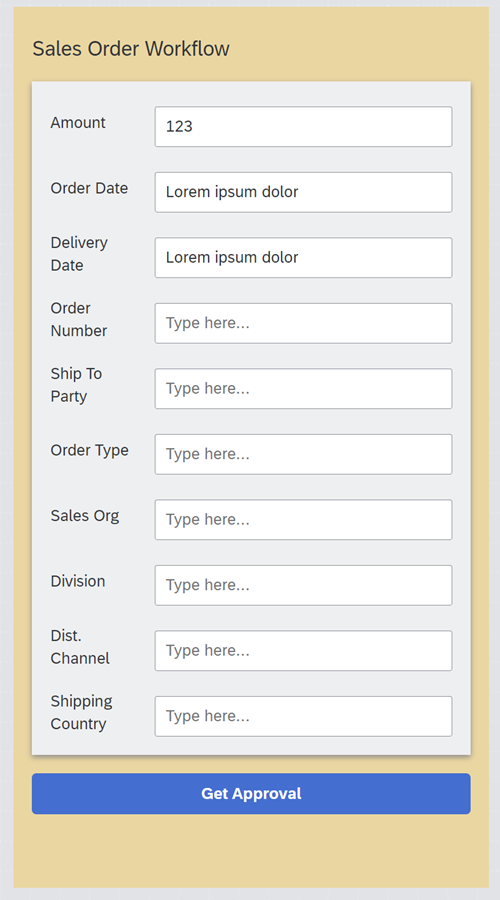 Sales Order Workflow
Amount
123
Order Date
Lorem ipsum dolor
Delivery
Date
Lorem ipsum dolor
Order
Number
Type here...
Ship To
Party
Type here...
Order Type
Type here...
Sales Org
Type here...
Division
Type here...
Dist.
Channel
Type here...
Shipping
Country
Type here...
Get Approval